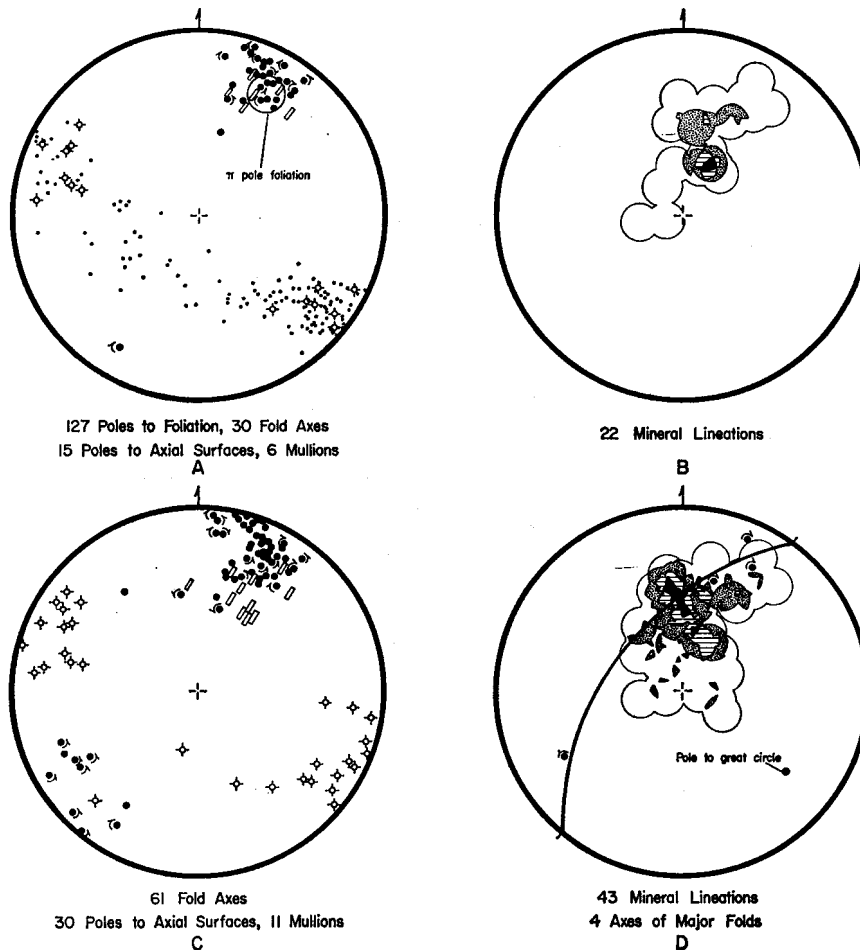 π pole foliation
127 Poles to Foliation, 30 Fold Axes
15 Poles to Axial Surfaces, 6 Mullions
A
22 Mineral Lineations
B
61 Fold Axes
30 Poles to Axial Surfaces, 11 Mullions
C
Pole to great circle
43 Mineral Lineations
4 Axes of Major Folds
D